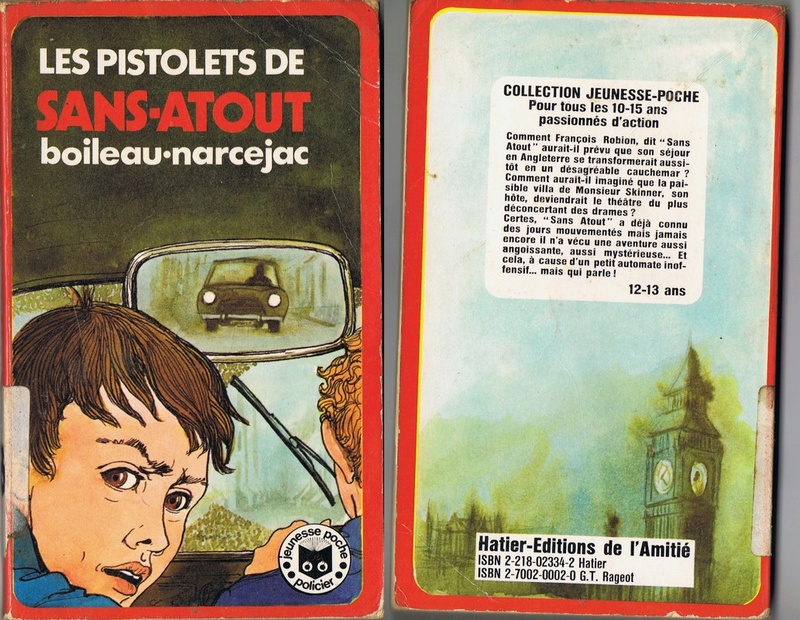 LES PISTOLETS DE
SANS-ATOUT
boileau•narcejac
jeunesse poche
policier
COLLECTION JEUNESSE-POCHE
Pour tous les 10-15 ans
passionnés d'action
Comment François Robion, dit "Sans
Atout" aurait-il prévu que son séjour
en Angleterre se transformerait aussi-
tôt en un désagréable cauchemar ?
Comment aurait-il imaginé que la pai-
sible villa de Monsieur Skinner, son
hôte, deviendrait le théâtre du plus
déconcertant des drames ?
Certes, "Sans Atout" a déjà connu
des jours mouvementés mais jamais
encore il n'a vécu une aventure aussi
angoissante, aussi mystérieuse... Et
cela, à cause d'un petit automate inof-
fensif... mais qui parle !
12-13 ans
Hatier-Editions de l'Amitié
ISBN 2-218-02334-2 Hatier
ISBN 2-7002-0002-0 G.T. Rageot